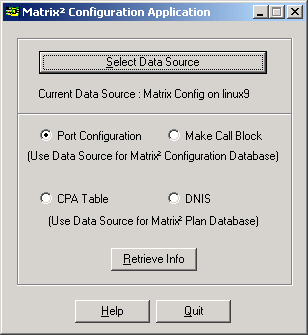 Matrix² Configuration Application
Select Data Source
Current Data Source : Matrix Config on linux9
Port Configuration Make Call Block
(Use Data Source for Matrix² Configuration Database)
CPA Table DNIS
(Use Data Source for Matrix² Plan Database)
Retrieve Info
Help Quit